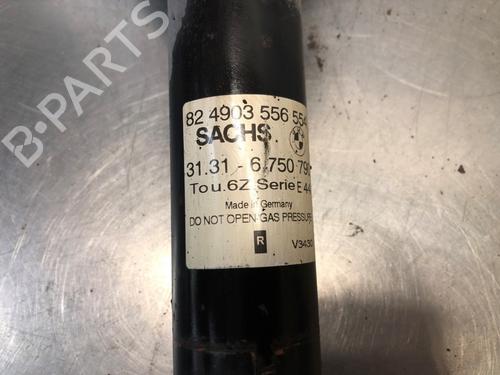 B-PARTS
82 4903 556 554
SACHS
31.31 - 6 750 79
To u. 6Z Serie E 4
Made in Germany
DO NOT OPEN GAS PRESSURE
R
V3430